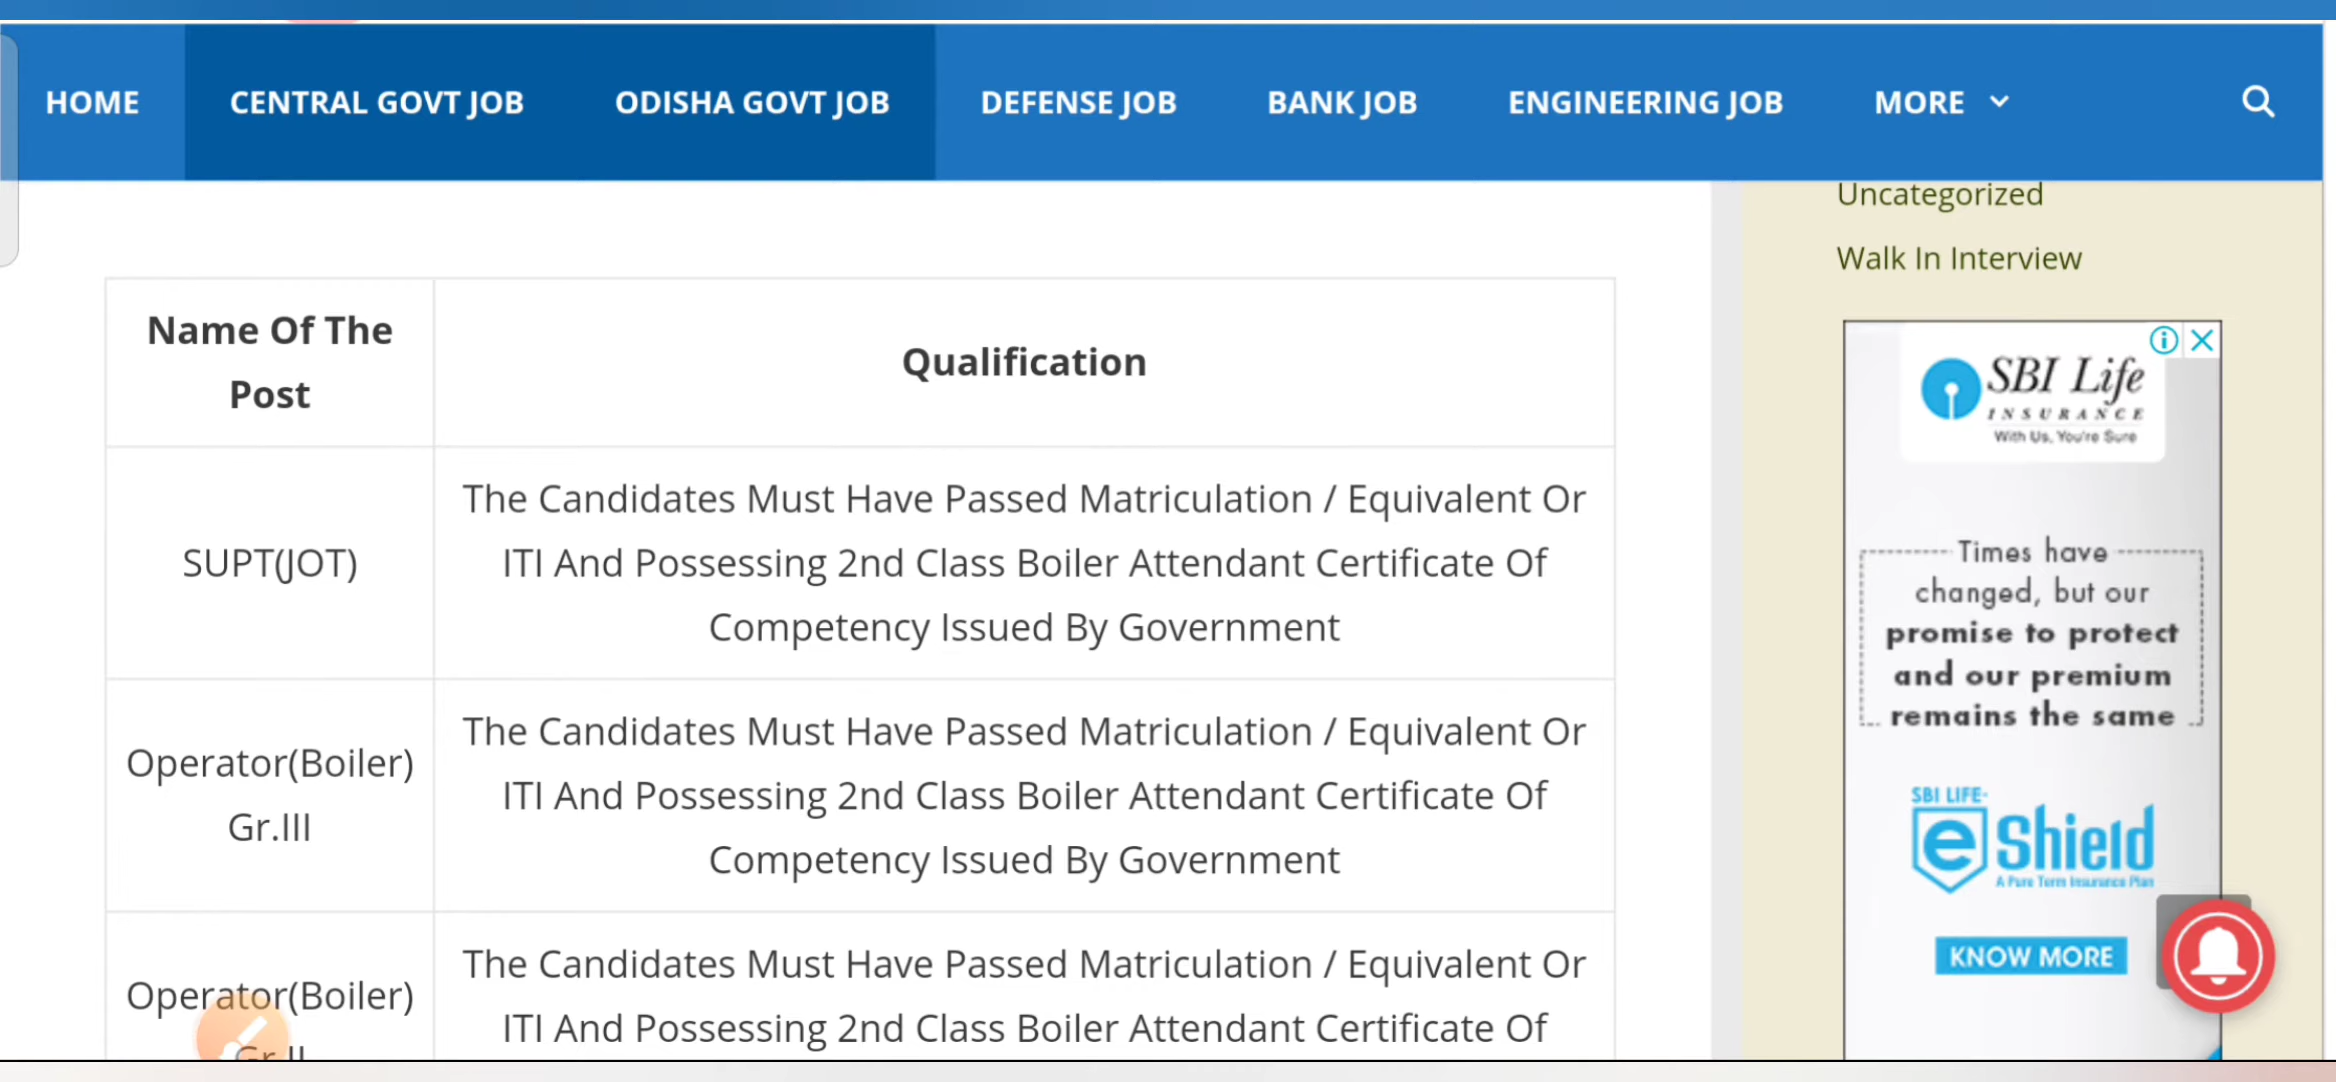 HOME CENTRAL GOVT JOB ODISHA GOVT JOB DEFENSE JOB BANK JOB ENGINEERING JOB MORE
Uncategorized
Walk In Interview
Name Of The
Post
Qualification
SUPT(JOT)
The Candidates Must Have Passed Matriculation / Equivalent Or
ITI And Possessing 2nd Class Boiler Attendant Certificate Of
Competency Issued By Government
Operator(Boiler)
Gr.III
The Candidates Must Have Passed Matriculation / Equivalent Or
ITI And Possessing 2nd Class Boiler Attendant Certificate Of
Competency Issued By Government
Operator(Boiler)
Gr.II
The Candidates Must Have Passed Matriculation / Equivalent Or
ITI And Possessing 2nd Class Boiler Attendant Certificate Of
SBI Life
INSURANCE
With Us, You're Sure
Times have
changed, but our
promise to protect
and our premium
remains the same
SBI LIFE-
eShield
A Pure Term Insurance Plan
KNOW MORE